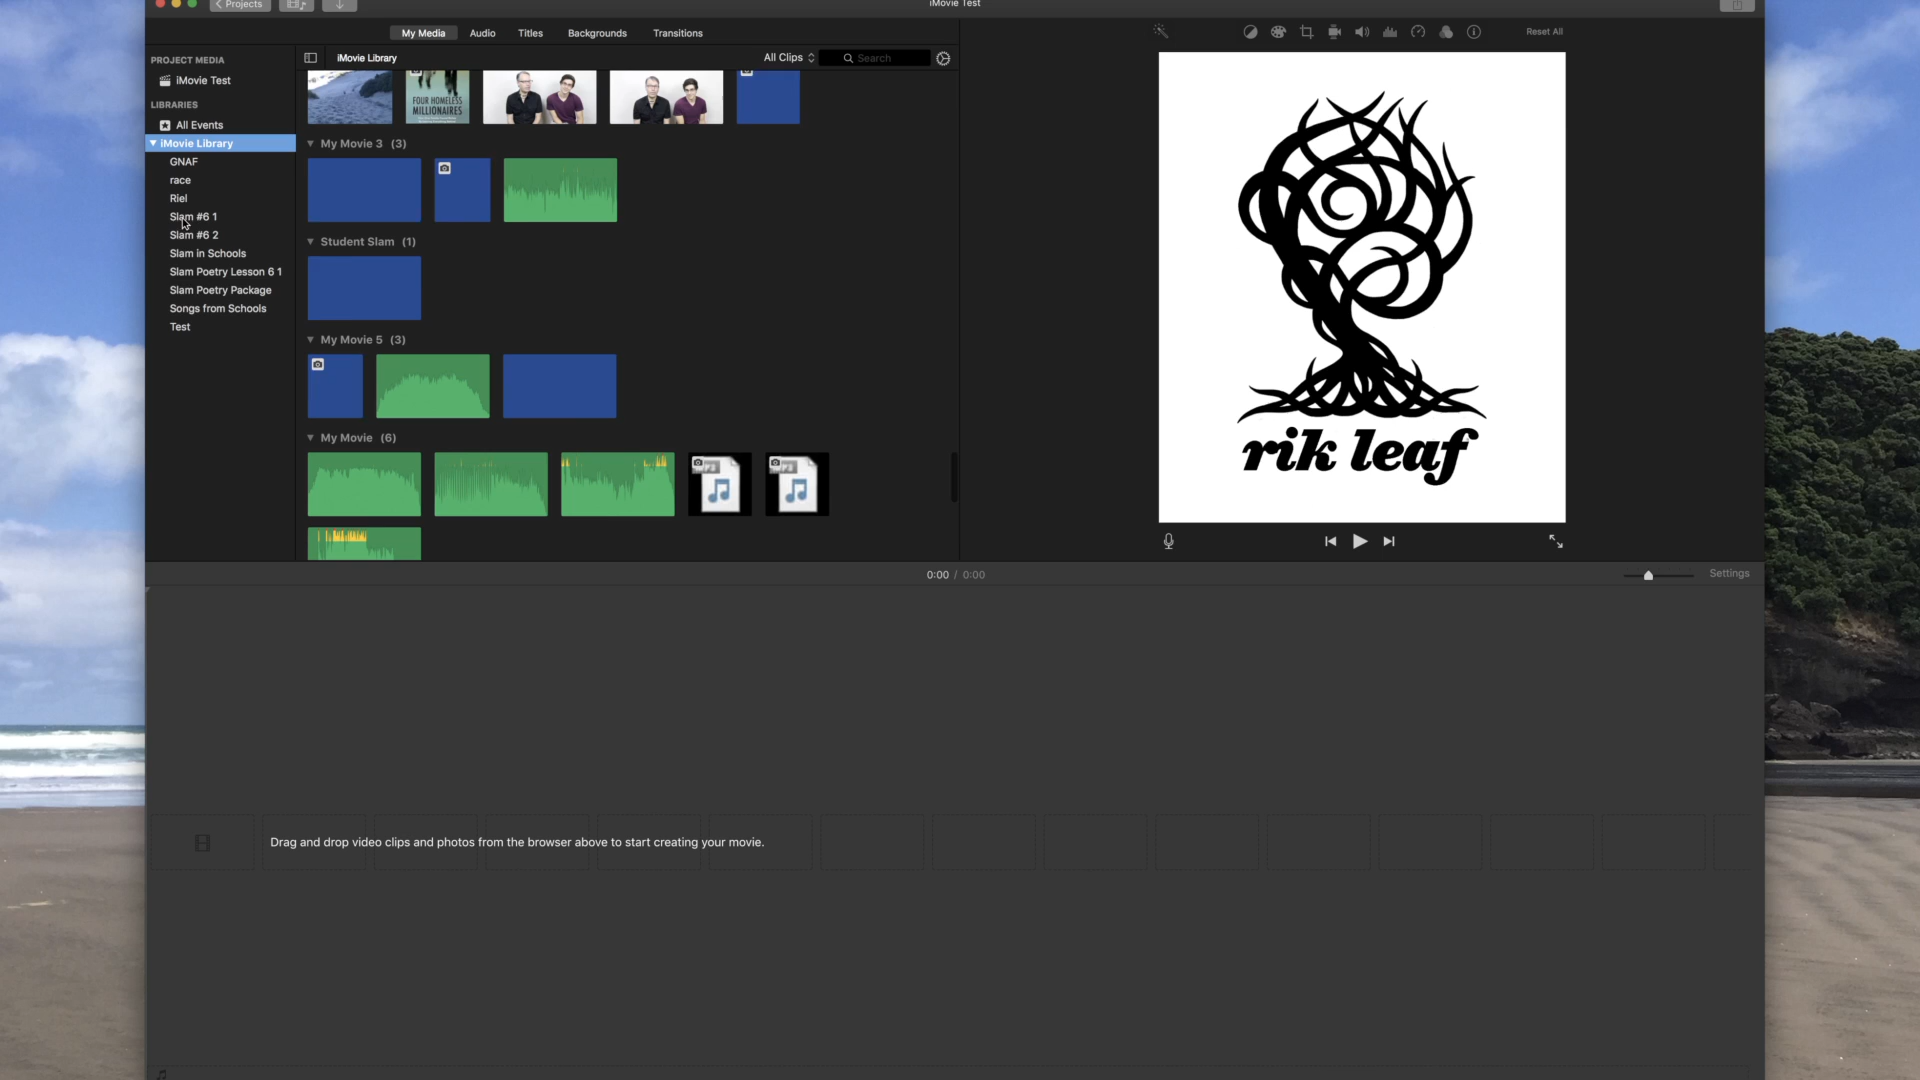 Projects
iMovie Test
My Media
Audio
Titles
Backgrounds
Transitions
Reset All
PROJECT MEDIA
iMovie Test
LIBRARIES
All Events
iMovie Library
GNAF
race
Riel
Slam #6 1
Slam #6 2
Slam in Schools
Slam Poetry Lesson 6 1
Slam Poetry Package
Songs from Schools
Test
iMovie Library
All Clips
Search
FOUR HOMELESS
MILLIONAIRES
My Movie 3 (3)
Student Slam (1)
My Movie 5 (3)
My Movie (6)
rik leaf
0:00 / 0:00
Settings
Drag and drop video clips and photos from the browser above to start creating your movie.